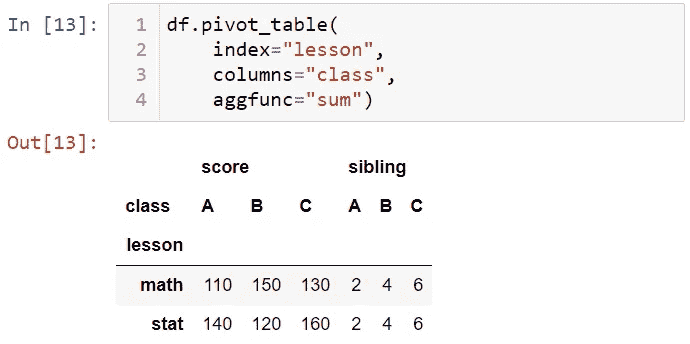 In [13]:
1 df.pivot_table(
2     index="lesson",
3     columns="class",
4     aggfunc="sum")
Out[13]:
score sibling
class A B C A B C
lesson
math 110 150 130 2 4 6
stat 140 120 160 2 4 6